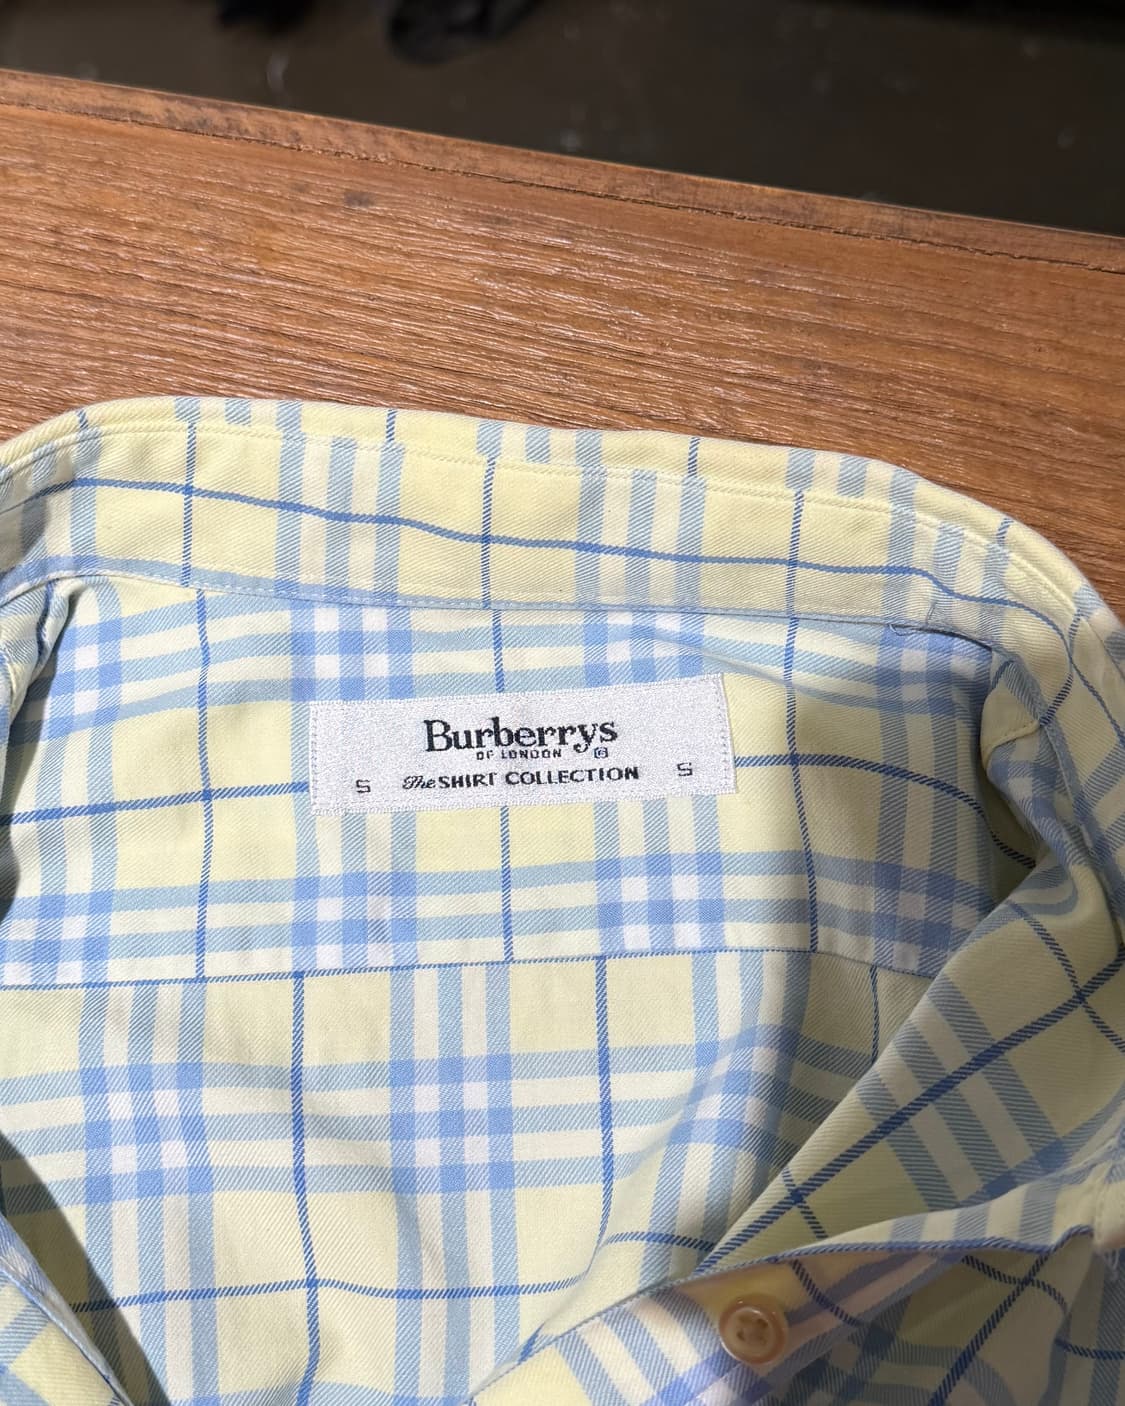 Burberrys
OF LONDON
S The SHIRT COLLECTION S